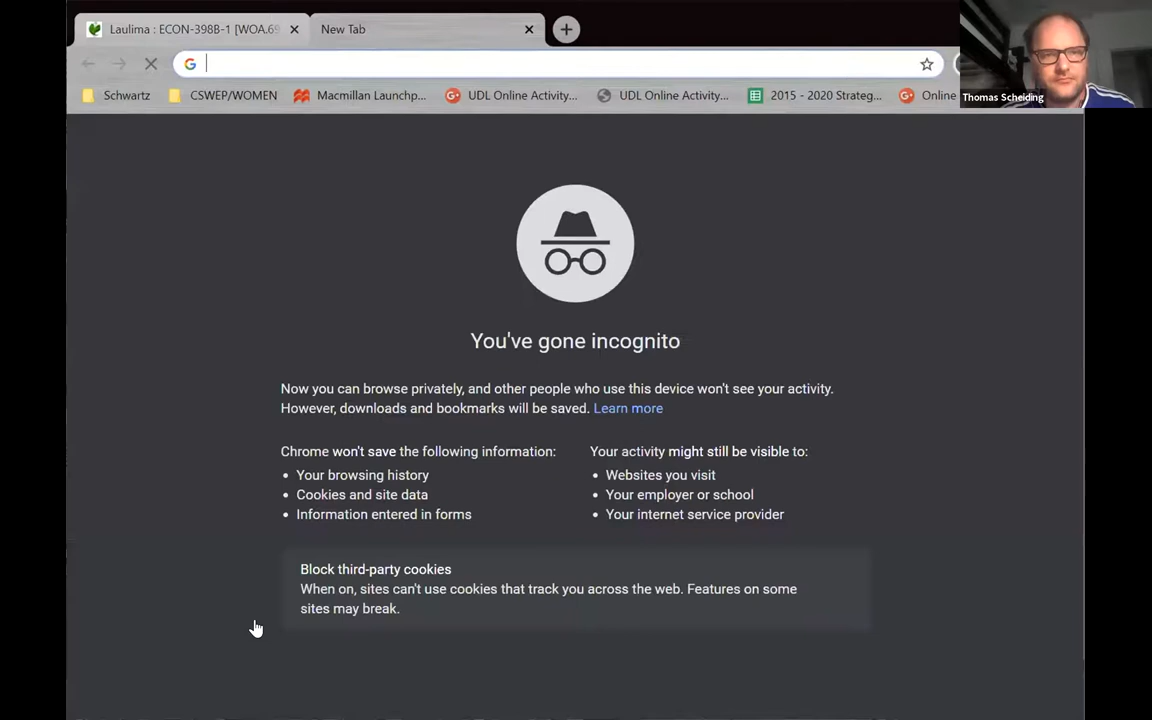 Laulima : ECON-398B-1 [WOA.69
New Tab
Schwartz
CSWEP/WOMEN
Macmillan Launchp...
UDL Online Activity...
UDL Online Activity...
2015 - 2020 Strateg...
Online
Thomas Scheiding
You've gone incognito
Now you can browse privately, and other people who use this device won't see your activity.
However, downloads and bookmarks will be saved. Learn more
Chrome won't save the following information:
Your browsing history
Cookies and site data
Information entered in forms
Your activity might still be visible to:
Websites you visit
Your employer or school
Your internet service provider
Block third-party cookies
When on, sites can't use cookies that track you across the web. Features on some
sites may break.